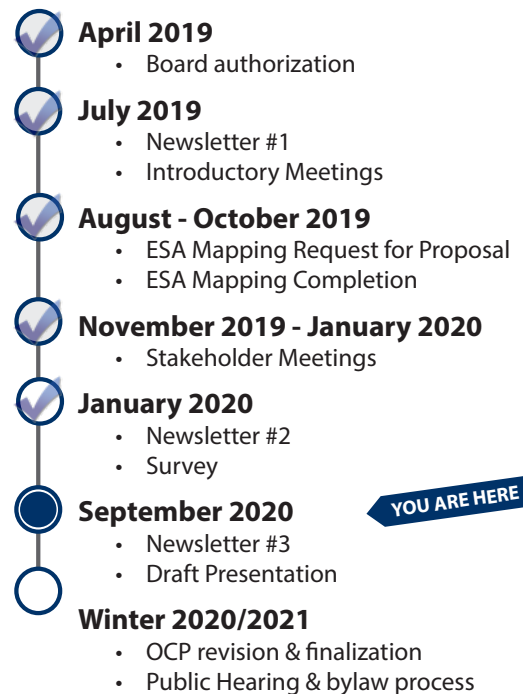 April 2019
• Board authorization
July 2019
• Newsletter #1
• Introductory Meetings
August - October 2019
• ESA Mapping Request for Proposal
• ESA Mapping Completion
November 2019 - January 2020
• Stakeholder Meetings
January 2020
• Newsletter #2
• Survey
September 2020
YOU ARE HERE
• Newsletter #3
• Draft Presentation
Winter 2020/2021
• OCP revision & finalization
• Public Hearing & bylaw process